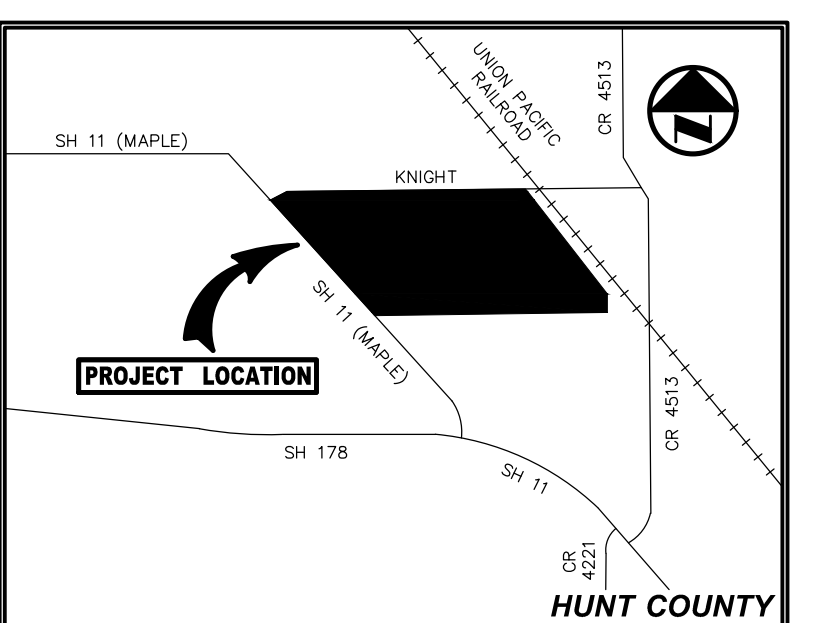 UNION PACIFIC
RAILROAD
CR 4513
N
SH 11 (MAPLE)
KNIGHT
SH 11 (MAPLE)
PROJECT LOCATION
CR 4513
SH 178
SH 11
CR
4221
HUNT COUNTY